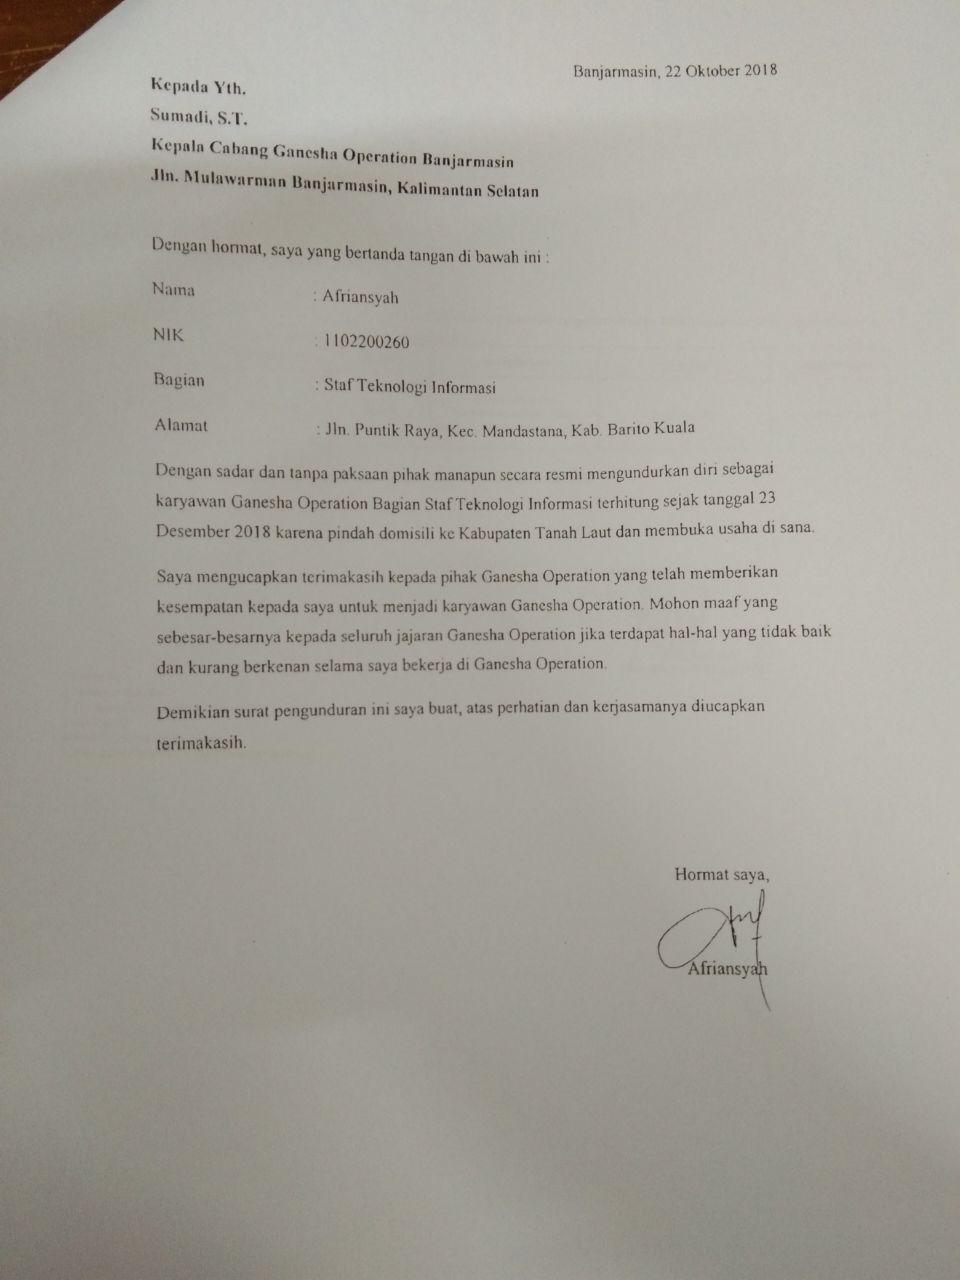 Banjarmasin, 22 Oktober 2018
Kepada Yth.
Sumadi, S.T.
Kepala Cabang Ganesha Operation Banjarmasin
Jln. Mulawarman Banjarmasin, Kalimantan Selatan
Dengan hormat, saya yang bertanda tangan di bawah ini :
Nama : Afriansyah
NIK : 1102200260
Bagian : Staf Teknologi Informasi
Alamat : Jln. Puntik Raya, Kec. Mandastana, Kab. Barito Kuala
Dengan sadar dan tanpa paksaan pihak manapun secara resmi mengundurkan diri sebagai
karyawan Ganesha Operation Bagian Staf Teknologi Informasi terhitung sejak tanggal 23
Desember 2018 karena pindah domisili ke Kabupaten Tanah Laut dan membuka usaha di sana.
Saya mengucapkan terimakasih kepada pihak Ganesha Operation yang telah memberikan
kesempatan kepada saya untuk menjadi karyawan Ganesha Operation. Mohon maaf yang
sebesar-besarnya kepada seluruh jajaran Ganesha Operation jika terdapat hal-hal yang tidak baik
dan kurang berkenan selama saya bekerja di Ganesha Operation.
Demikian surat pengunduran ini saya buat, atas perhatian dan kerjasamanya diucapkan
terimakasih.
Hormat saya,
Afriansyah